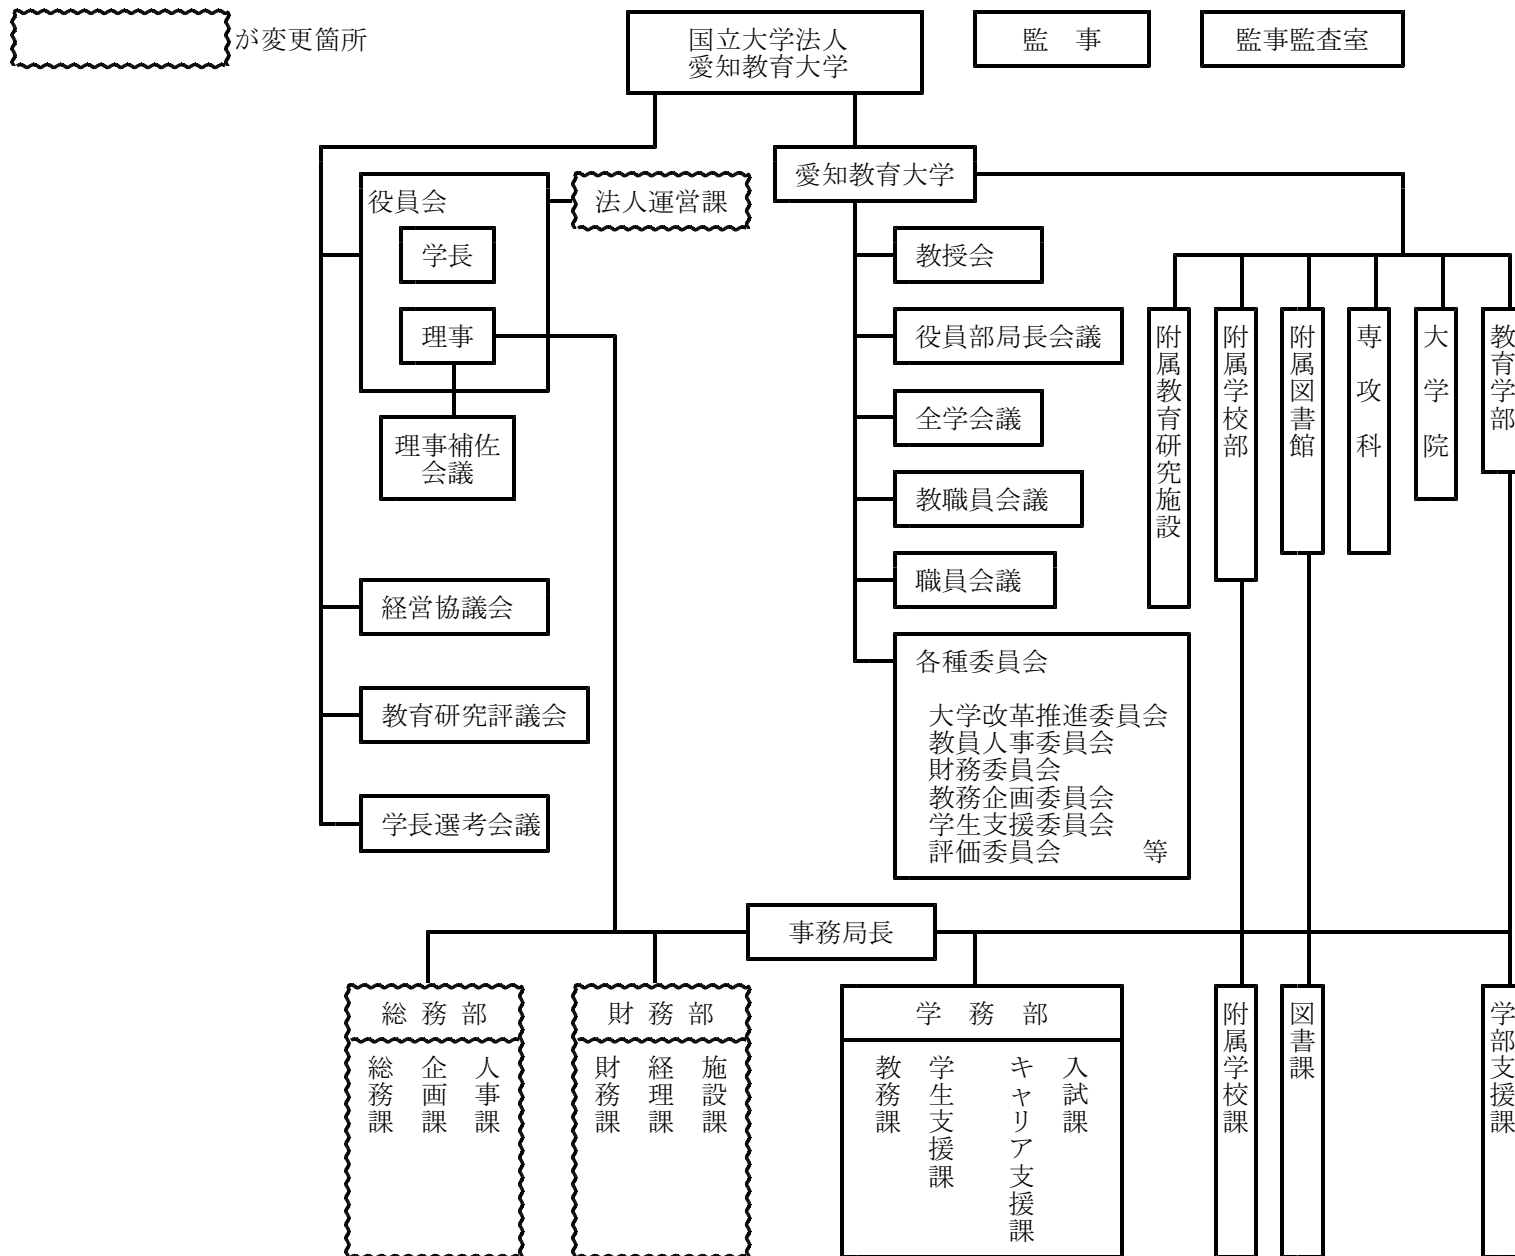 が変更箇所
国立大学法人
愛知教育大学
監　事
監事監査室
愛知教育大学
役員会
法人運営課
学長
理事
理事補佐
会議
経営協議会
教育研究評議会
学長選考会議
教授会
役員部局長会議
全学会議
教職員会議
職員会議
各種委員会
大学改革推進委員会
教員人事委員会
財務委員会
教務企画委員会
学生支援委員会
評価委員会　　　等
附属教育研究施設
附属学校部
附属図書館
専攻科
大学院
教育学部
事務局長
総務部
総務課
企画課
人事課
財務部
財務課
経理課
施設課
学務部
教務課
学生支援課
キャリア支援課
入試課
附属学校課
図書課
学部支援課